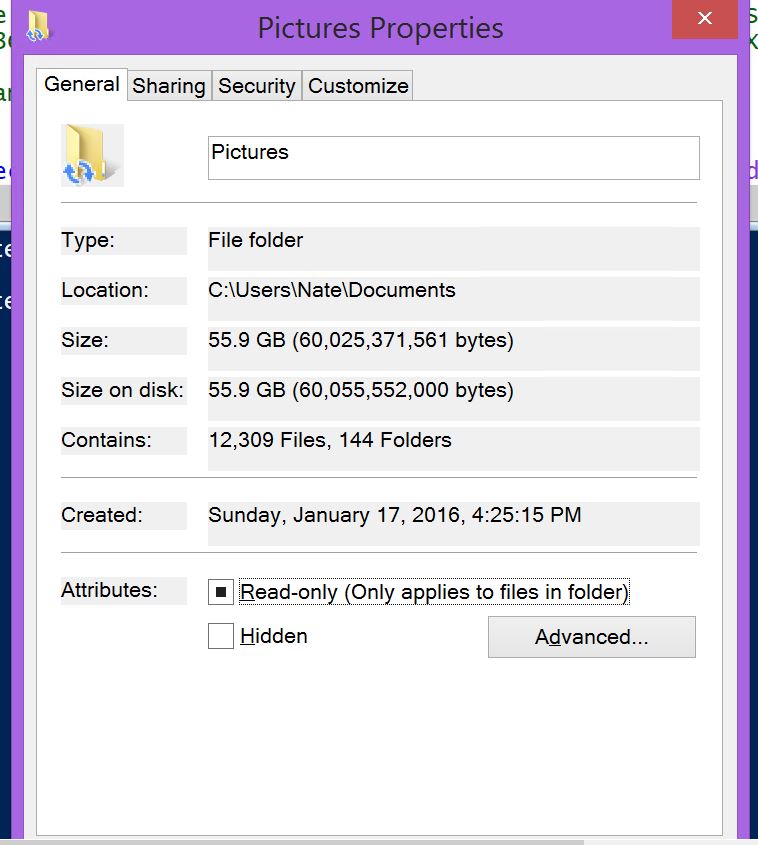 Pictures Properties
General Sharing Security Customize
Pictures
Type: File folder
Location: C:\Users\Nate\Documents
Size: 55.9 GB (60,025,371,561 bytes)
Size on disk: 55.9 GB (60,055,552,000 bytes)
Contains: 12,309 Files, 144 Folders
Created: Sunday, January 17, 2016, 4:25:15 PM
Attributes: Read-only (Only applies to files in folder)
Hidden Advanced...